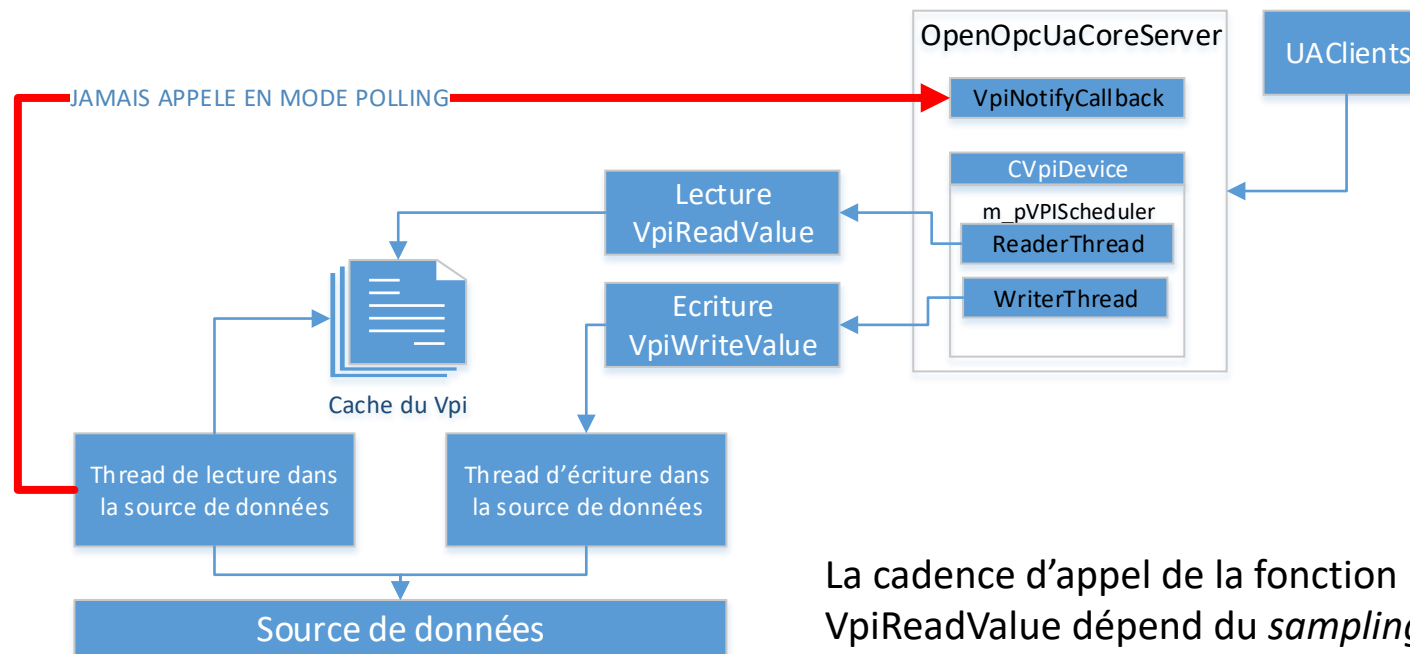 OpenOpcUaCoreServer
UAClients
JAMAIS APPELE EN MODE POLLING
VpiNotifyCallback
CVpiDevice
m_pVPIScheduler
ReaderThread
WriterThread
Lecture
VpiReadValue
Ecriture
VpiWriteValue
Cache du Vpi
Thread de lecture dans
la source de données
Thread d’écriture dans
la source de données
Source de données
La cadence d’appel de la fonction
VpiReadValue dépend du sampling